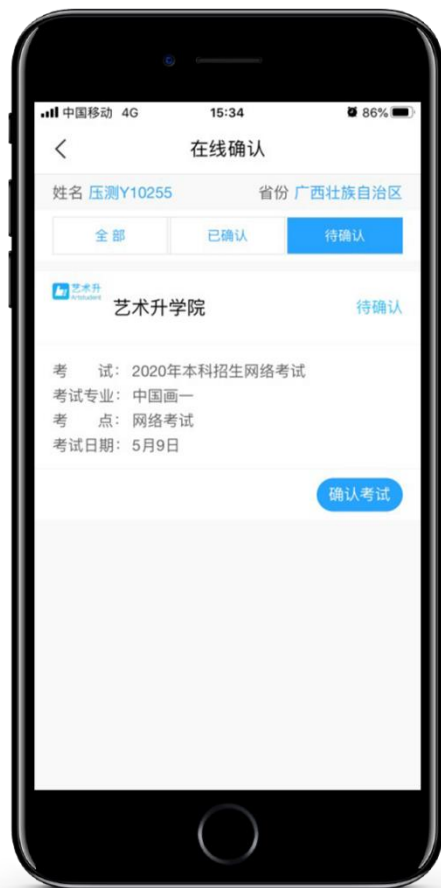 中国移动 4G 15:34 86%
在线确认
姓名 压测Y10255 省份 广西壮族自治区
全部 已确认 待确认
艺术升
Artstudent
艺术升学院 待确认
考 试: 2020年本科招生网络考试
考试专业: 中国画一
考 点: 网络考试
考试日期: 5月9日
确认考试